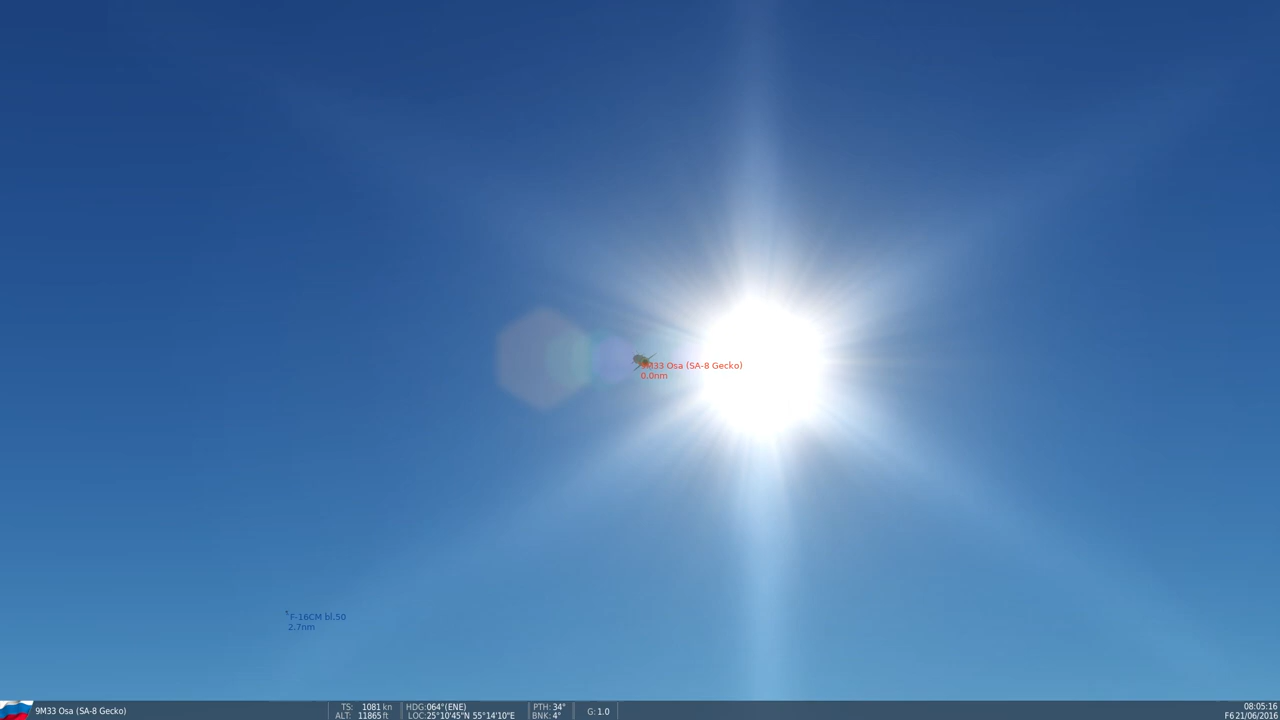 9M33 Osa (SA-8 Gecko)
0.0nm
F-16CM bl.50
2.7nm
9M33 Osa (SA-8 Gecko)
TS: 1081 kn
ALT: 11865 ft
HDG: 064°(ENE)
LOC: 25°10'45"N 55°14'10"E
PTH: 34°
BNK: 4°
G: 1.0
08:05:16
F6 21/06/2016